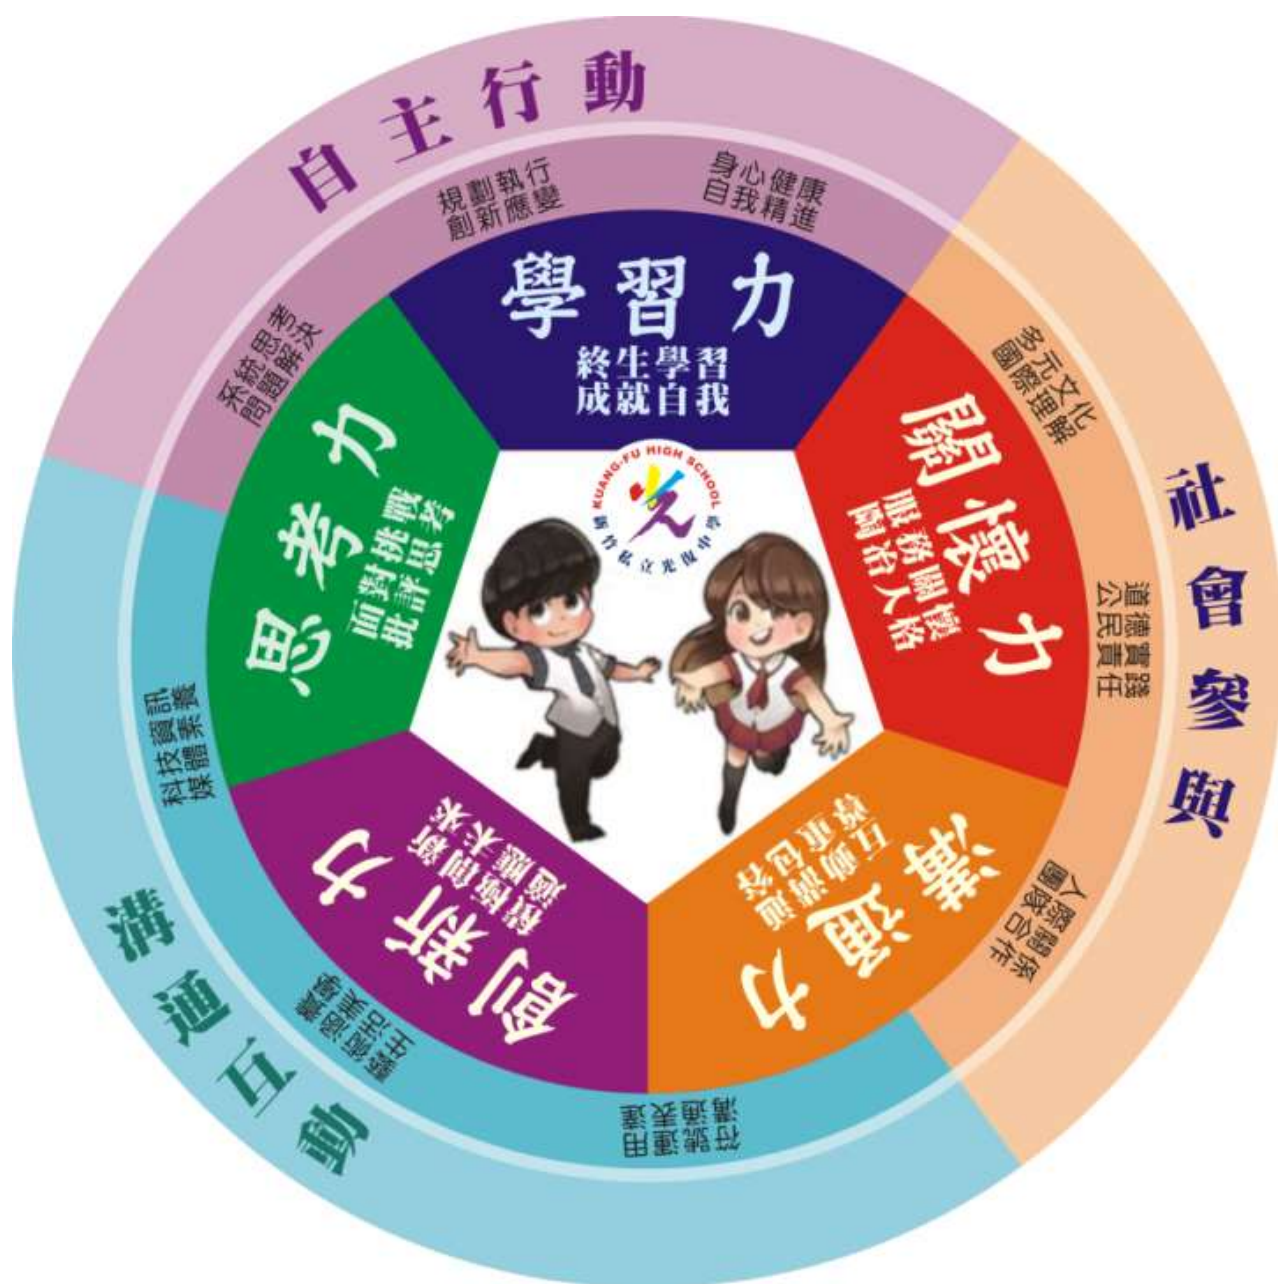 自主行動
規劃執行
創新應變
身心健康
自我精進
系統思考
問題解決
社會參與
多元文化
國際理解
道德實踐
公民責任
人際關係
團隊合作
溝通互動
科技資訊
媒體素養
藝術涵養
生活美學
符號運用
溝通表達
學習力
終生學習
成就自我
關懷力
服務關懷
陶冶人格
溝通力
互動溝通
尊重包容
創新力
積極創新
適應未來
思考力
面對挑戰
批評思考
KUANG-FU HIGH SCHOOL
新竹私立光復中學